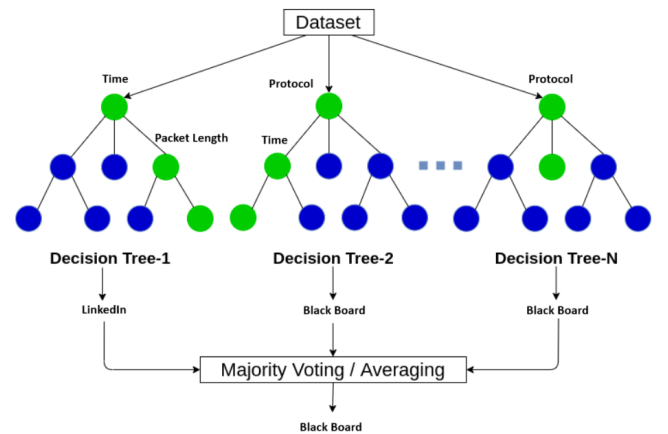 Dataset
Time
Protocol
Protocol
Packet Length
Time
Decision Tree-1
Decision Tree-2
Decision Tree-N
LinkedIn
Black Board
Black Board
Majority Voting / Averaging
Black Board